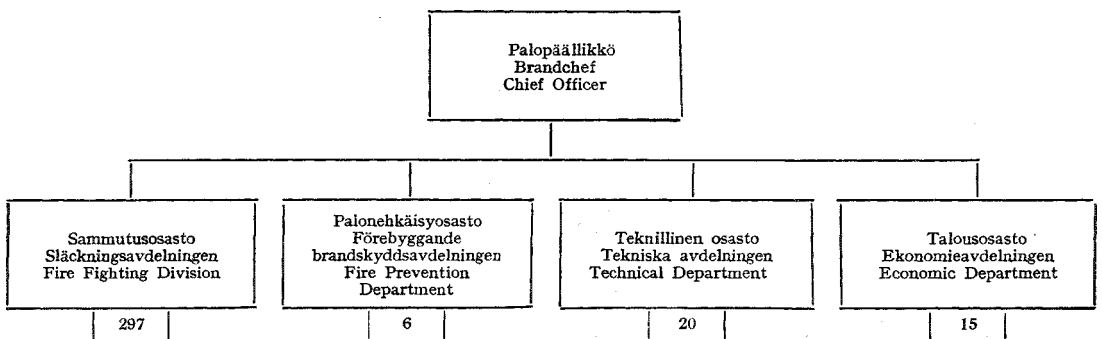 Palopäällikkö
Brandchef
Chief Officer
Sammutusosasto
Släckningsavdelningen
Fire Fighting Division
297
Palonehkäisyosasto
Förebyggande
brandskyddsavdelningen
Fire Prevention
Department
6
Teknillinen osasto
Tekniska avdelningen
Technical Department
20
Talousosasto
Ekonomieavdelningen
Economic Department
15